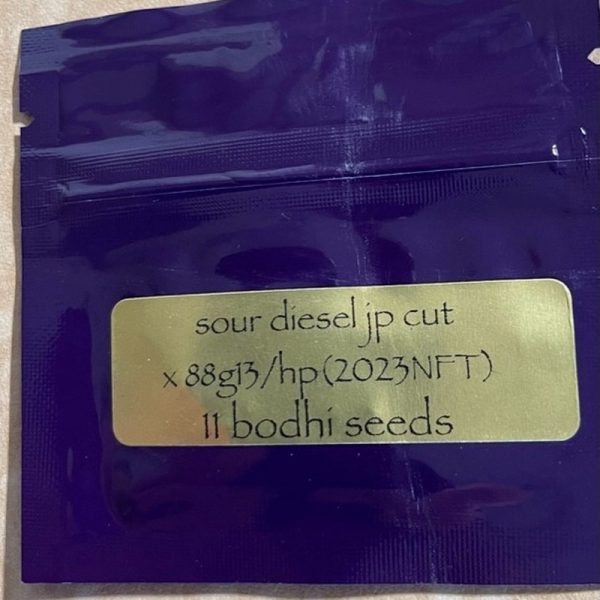 sour diesel jp cut
x 88g13/hp(2023NFT)
11 bodhi seeds